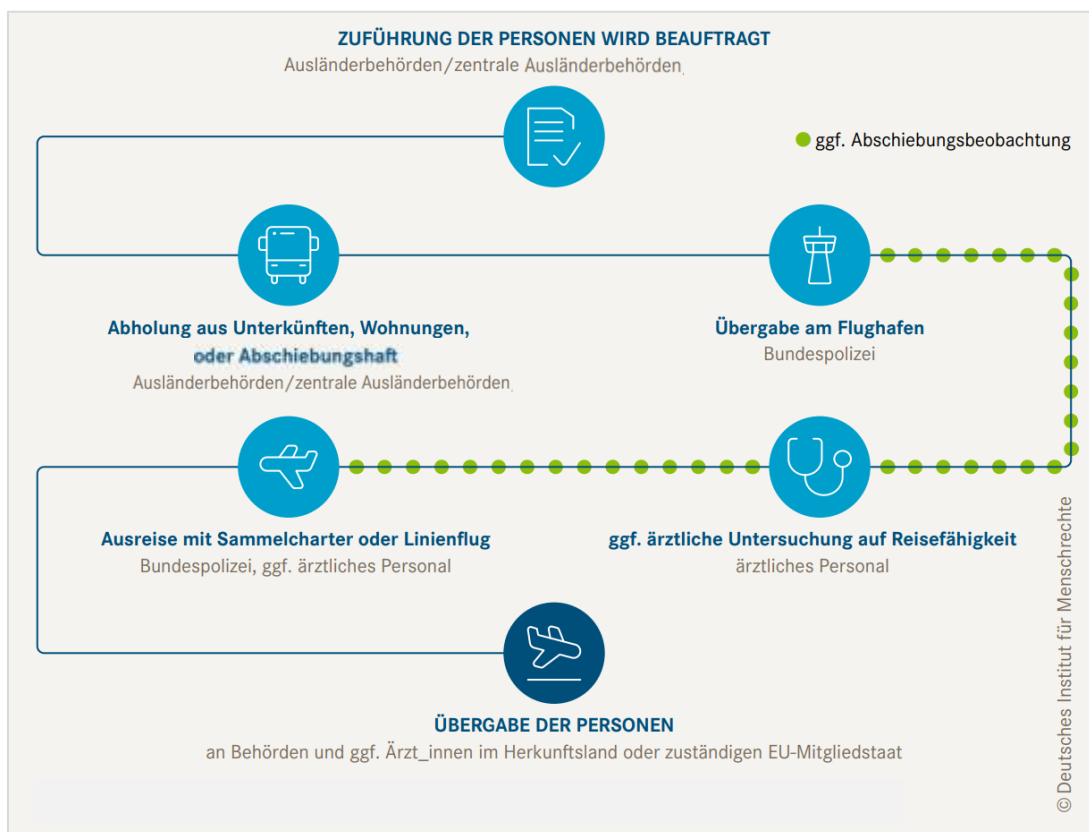 ZUFÜHRUNG DER PERSONEN WIRD BEAUFTRAGT
Ausländerbehörden/zentrale Ausländerbehörden
ggf. Abschiebungsbeobachtung
Abholung aus Unterkünften, Wohnungen,
oder Abschiebungshaft
Ausländerbehörden/zentrale Ausländerbehörden
Übergabe am Flughafen
Bundespolizei
Ausreise mit Sammelcharter oder Linienflug
Bundespolizei, ggf. ärztliches Personal
ggf. ärztliche Untersuchung auf Reisefähigkeit
ärztliches Personal
ÜBERGABE DER PERSONEN
an Behörden und ggf. Ärzt_innen im Herkunftsland oder zuständigen EU-Mitgliedstaat
© Deutsches Institut für Menschrechte